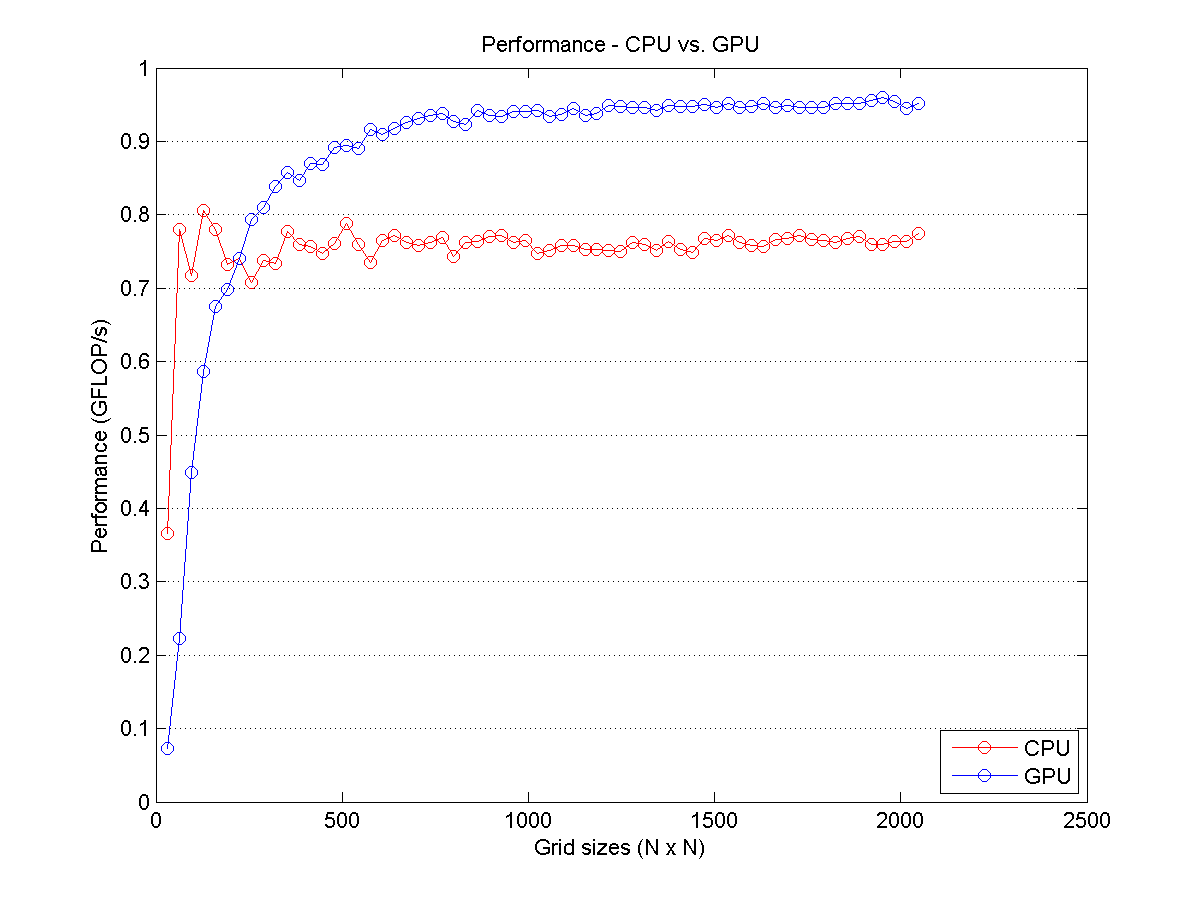 Performance - CPU vs. GPU
1
0.9
0.8
0.7
0.6
0.5
0.4
0.3
0.2
0.1
0
Performance (GFLOP/s)
CPU
GPU
0 500 1000 1500 2000 2500
Grid sizes (N x N)